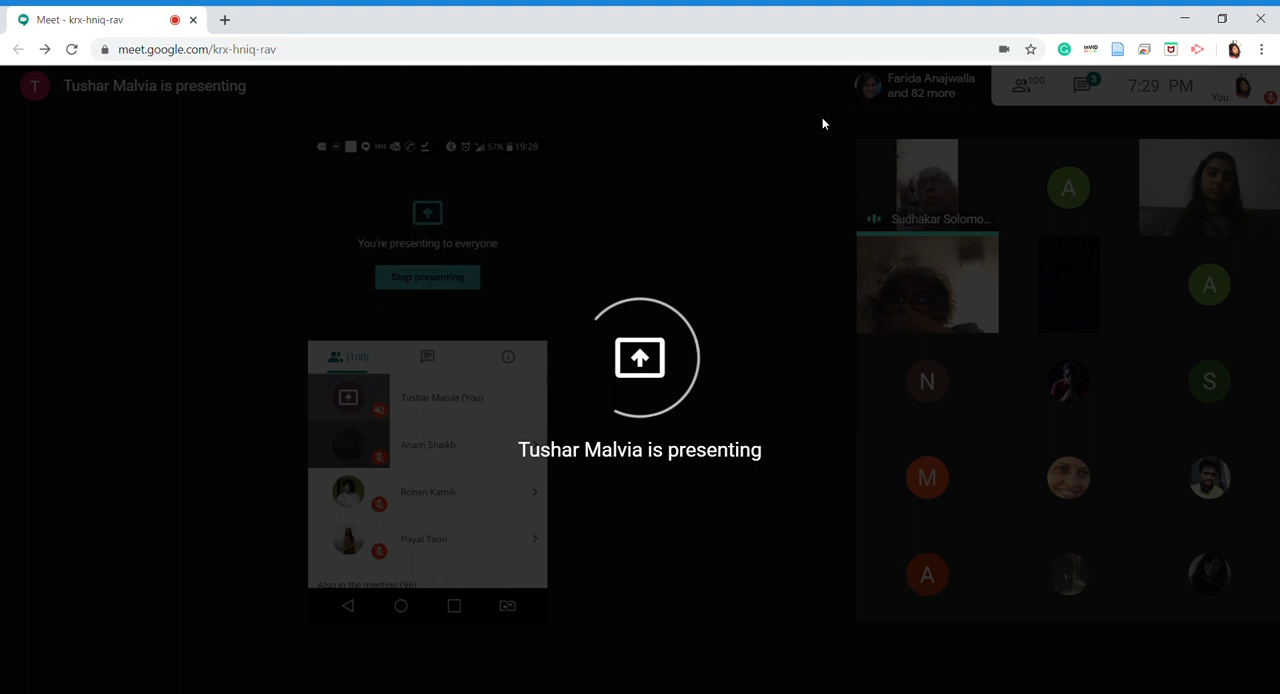 Meet - krx-hniq-rav
meet.google.com/krx-hniq-rav
T
Tushar Malvia is presenting
Farida Anajwalla
and 82 more
100
3
7:29 PM
You
57% 19:28
You're presenting to everyone
Stop presenting
Sudhakar Solomo...
A
A
(100)
Tushar Malvia (You)
Anam Shaikh
Rohan Karnik
Payal Taori
Also in the meeting (96)
Tushar Malvia is presenting
N
S
M
A